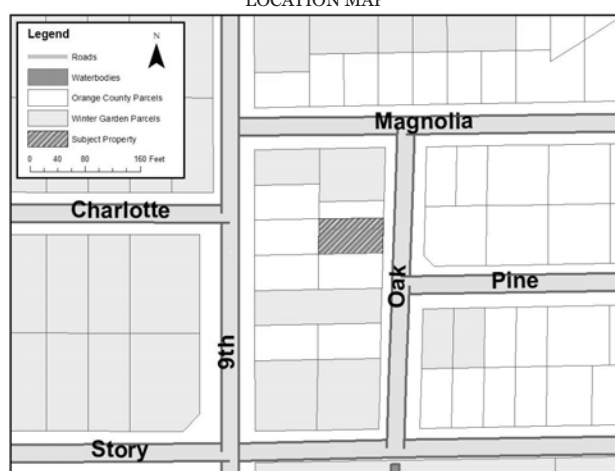 LOCATION MAP
Legend
N
Roads
Waterbodies
Orange County Parcels
Winter Garden Parcels
Subject Property
0 40 80 160 Feet
Magnolia
Charlotte
Oak
Pine
9th
Story